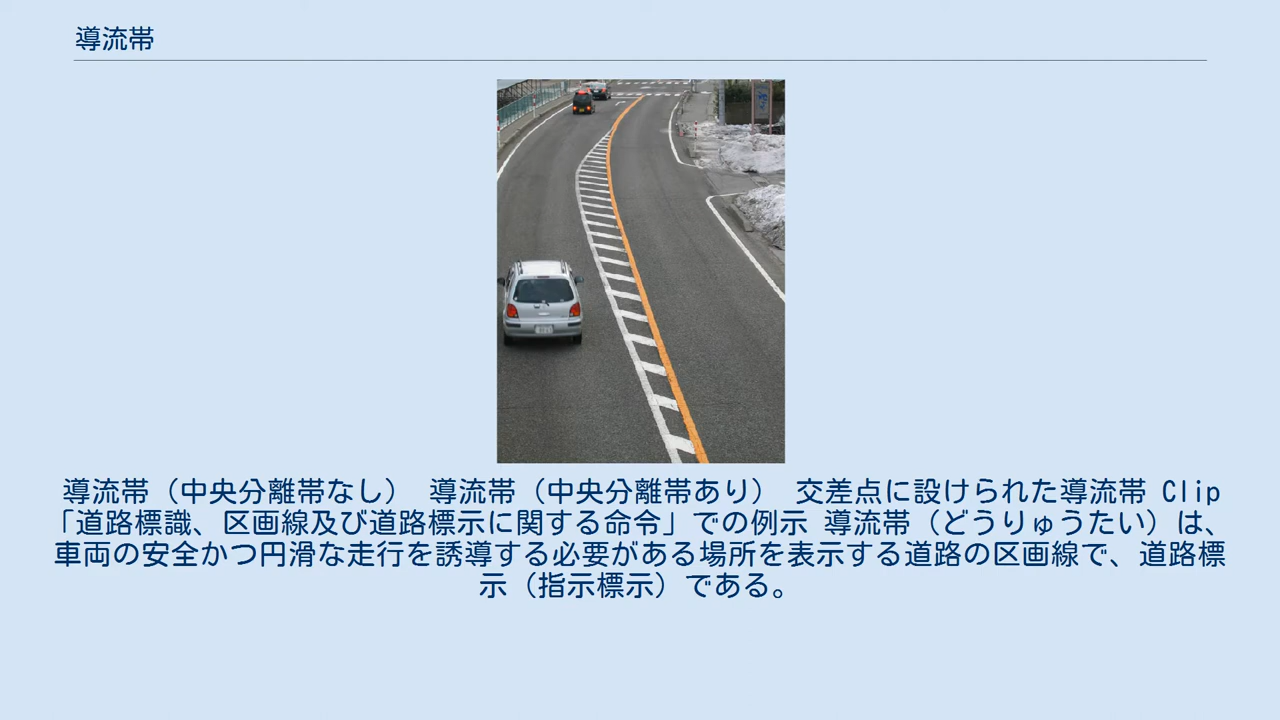 導流帯
導流帯（中央分離帯なし） 導流帯（中央分離帯あり） 交差点に設けられた導流帯 Clip
「道路標識、区画線及び道路標示に関する命令」での例示 導流帯（どうりゅうたい）は、
車両の安全かつ円滑な走行を誘導する必要がある場所を表示する道路の区画線で、道路標
示（指示標示）である。